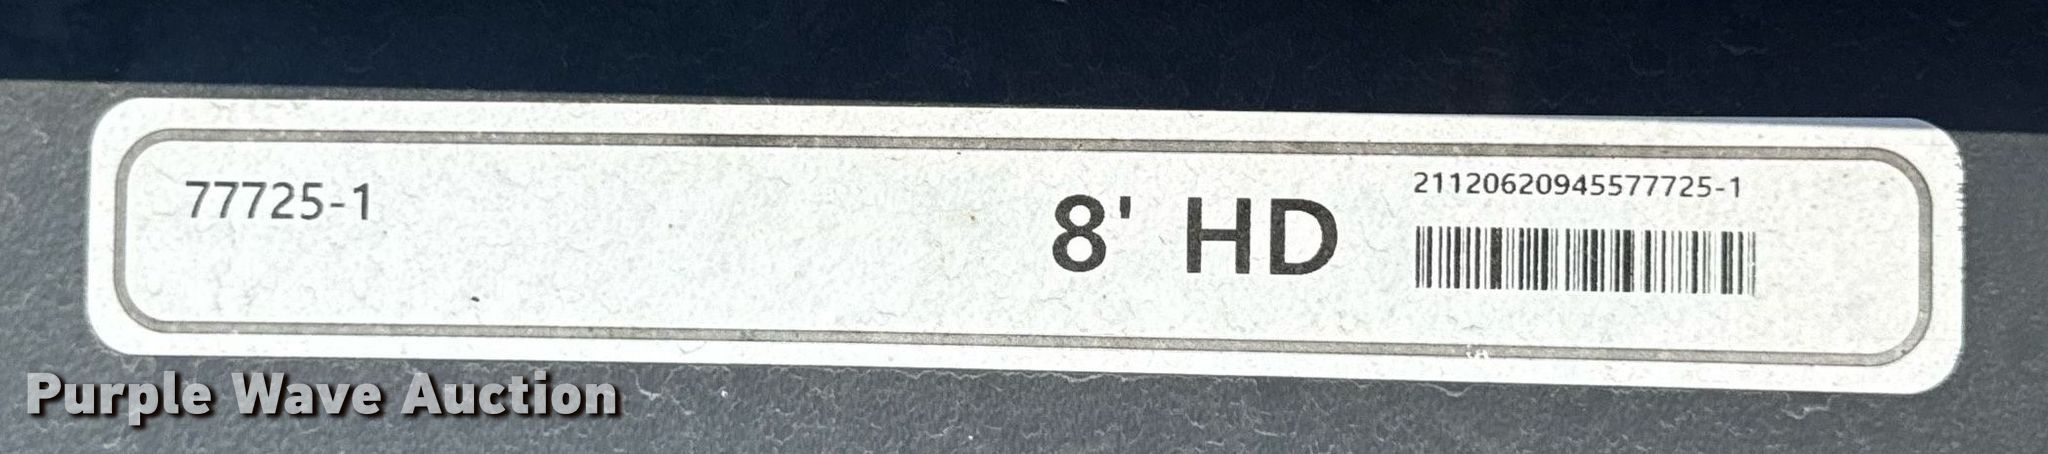 77725-1
8' HD
21120620945577725-1
Purple Wave Auction